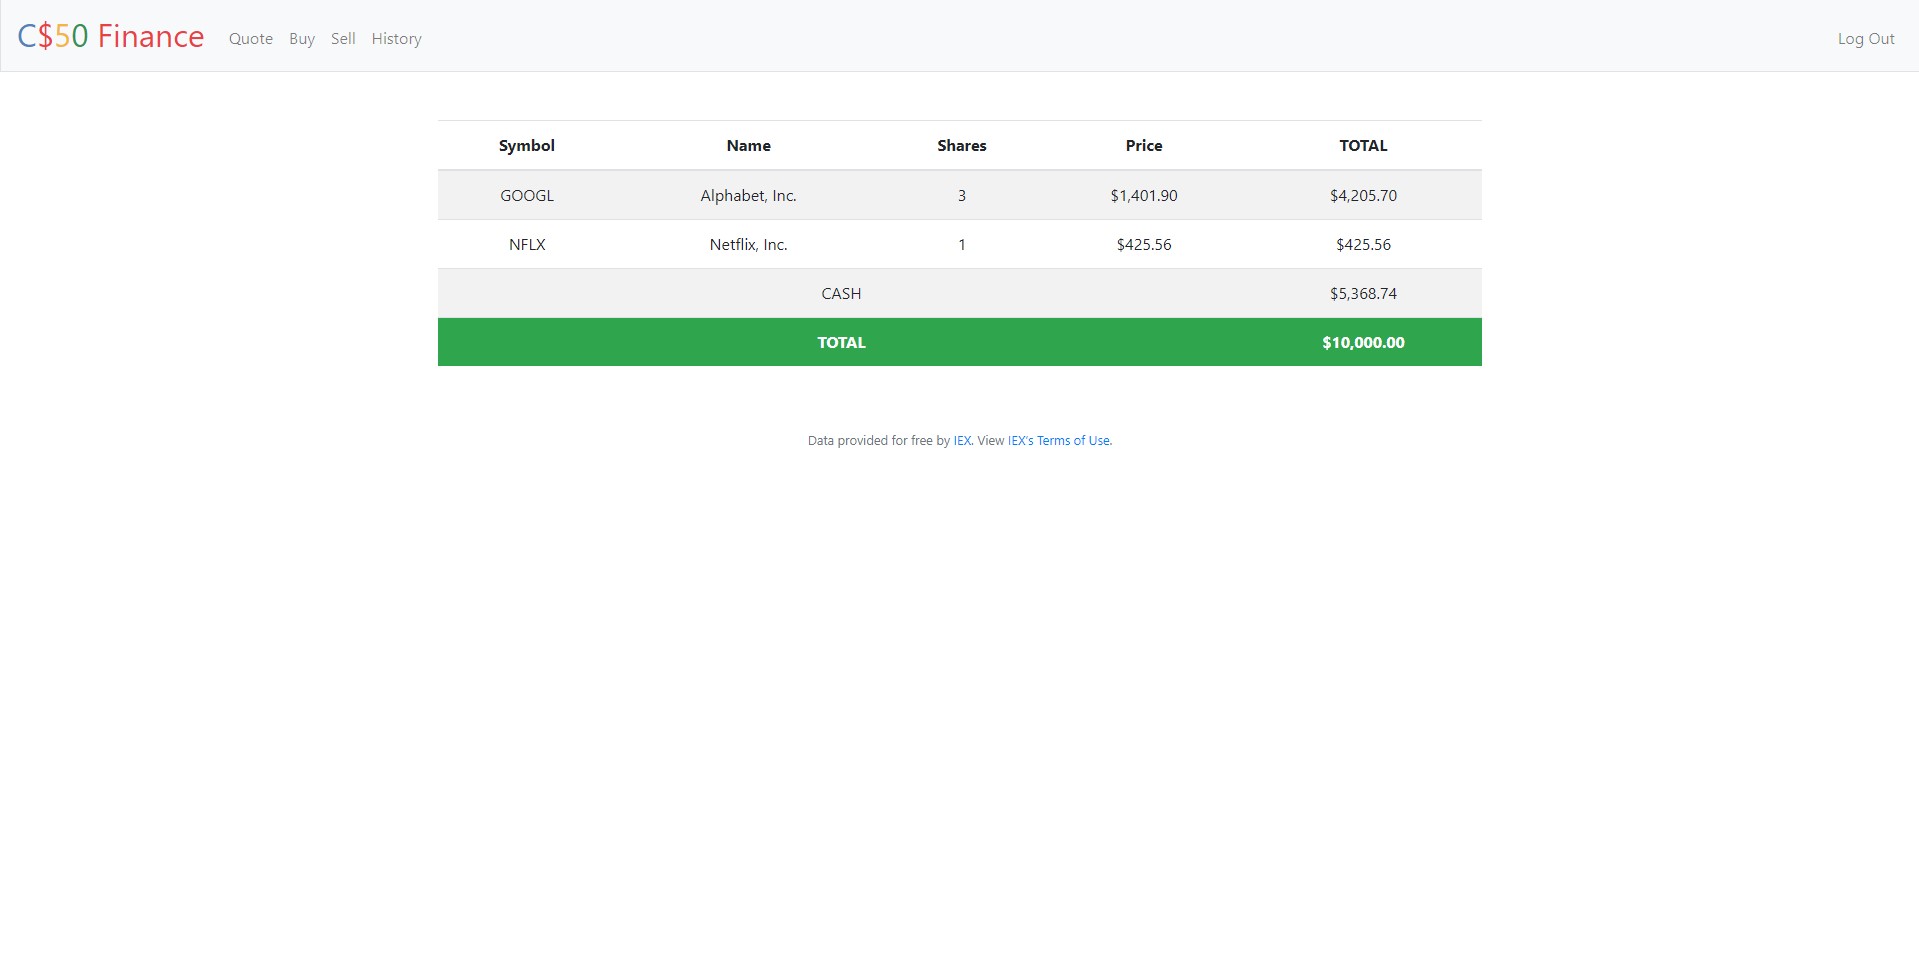 C$50 Finance Quote Buy Sell History Log Out
Symbol Name Shares Price TOTAL
GOOGL Alphabet, Inc. 3 $1,401.90 $4,205.70
NFLX Netflix, Inc. 1 $425.56 $425.56
CASH $5,368.74
TOTAL $10,000.00
Data provided for free by IEX. View IEX's Terms of Use.